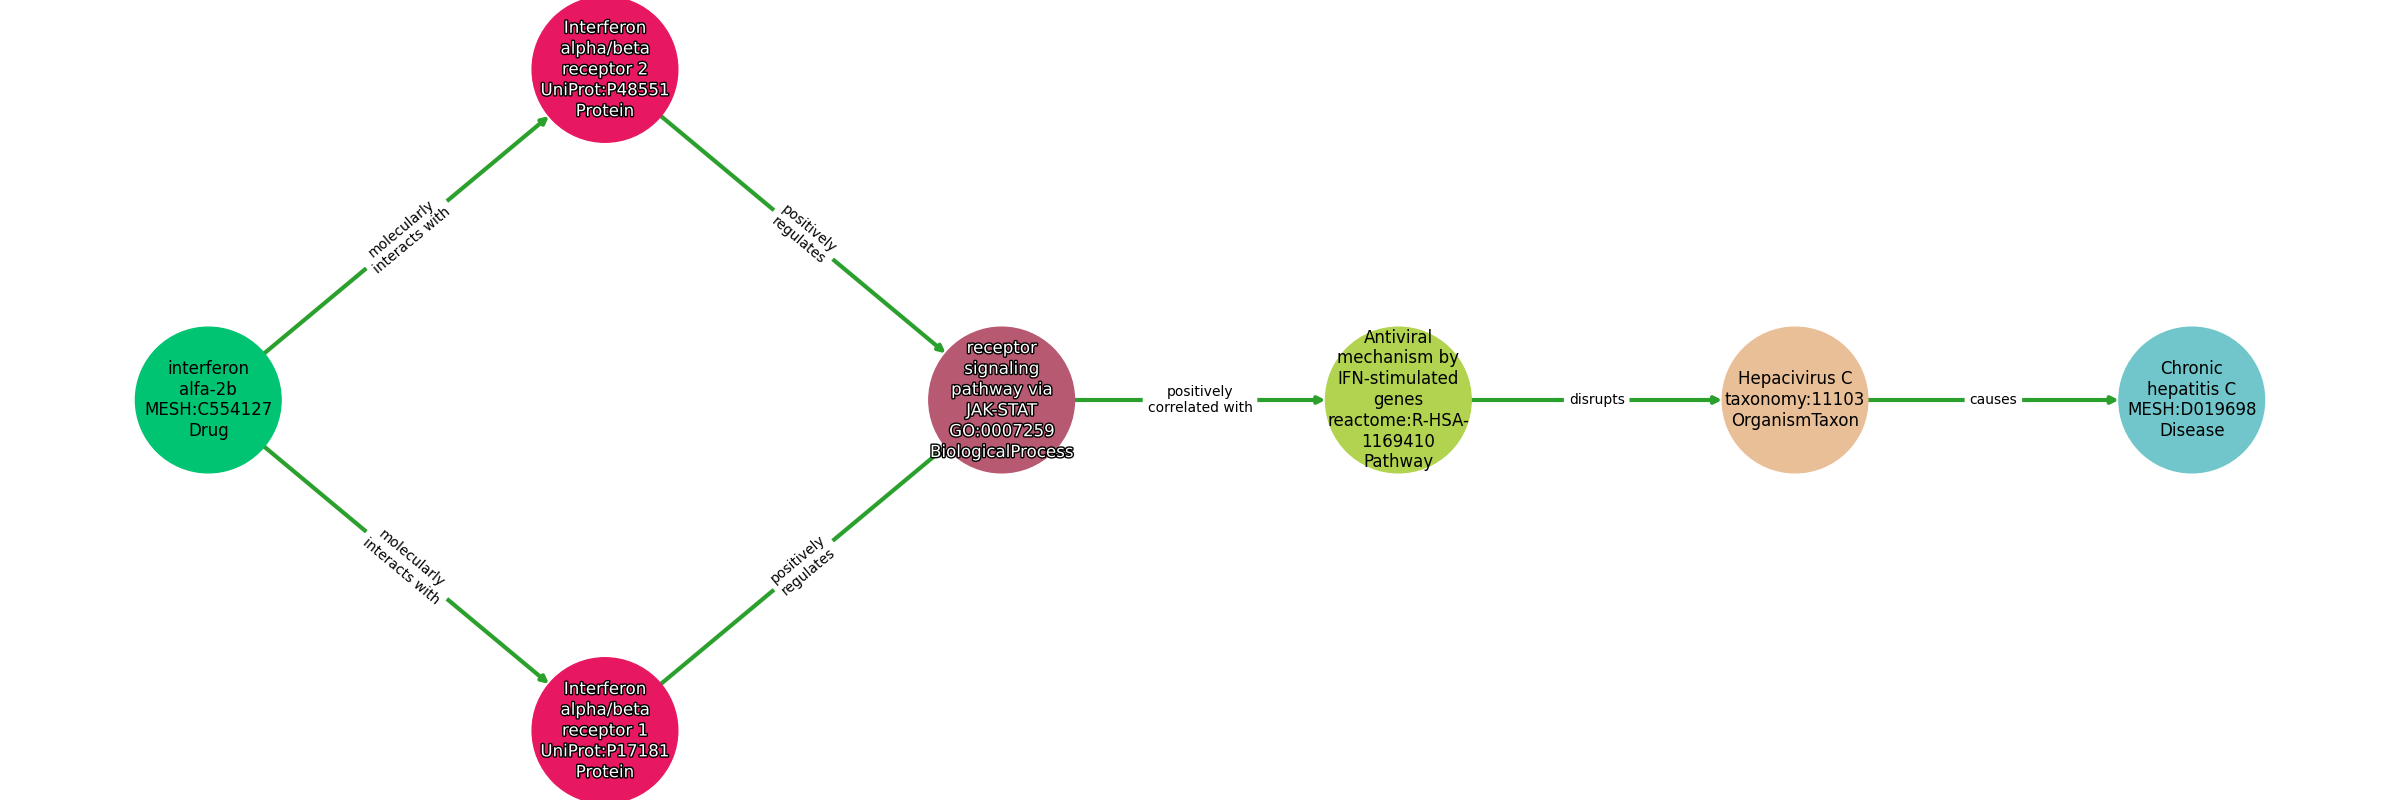 Interferon
alpha/beta
receptor 2
UniProt:P48551
Protein
molecularly
interacts with
positively
regulates
interferon
alfa-2b
MESH:C554127
Drug
receptor
signaling
pathway via
JAK-STAT
GO:0007259
BiologicalProcess
positively
correlated with
Antiviral
mechanism by
IFN-stimulated
genes
reactome:R-HSA-
1169410
Pathway
disrupts
Hepacivirus C
taxonomy:11103
OrganismTaxon
causes
Chronic
hepatitis C
MESH:D019698
Disease
molecularly
interacts with
positively
regulates
Interferon
alpha/beta
receptor 1
UniProt:P17181
Protein